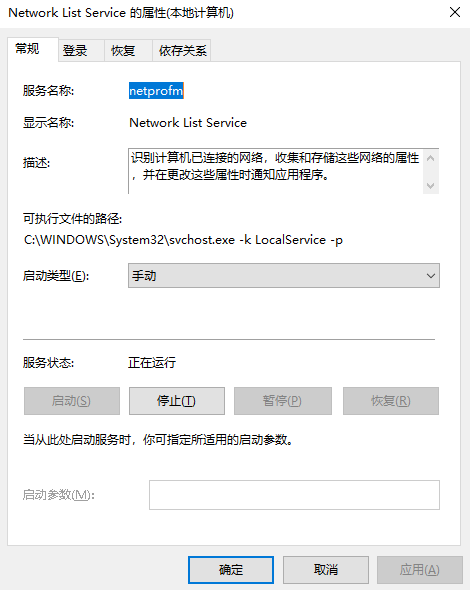 Network List Service 的属性(本地计算机)
常规 登录 恢复 依存关系
服务名称: netprofm
显示名称: Network List Service
描述: 识别计算机已连接的网络，收集和存储这些网络的属性
，并在更改这些属性时通知应用程序。
可执行文件的路径:
C:\WINDOWS\System32\svchost.exe -k LocalService -p
启动类型(E): 手动
服务状态: 正在运行
启动(S) 停止(T) 暂停(P) 恢复(R)
当从此处启动服务时，你可指定所适用的启动参数。
启动参数(M):
确定 取消 应用(A)